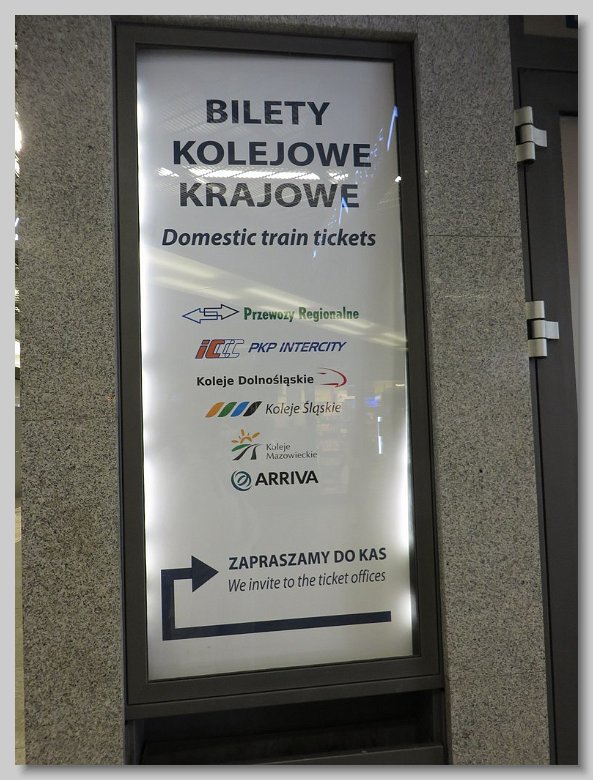 BILETY
KOLEJOWE
KRAJOWE
Domestic train tickets
Przewozy Regionalne
IC PKP INTERCITY
Koleje Dolnośląskie
Koleje Śląskie
Koleje
Mazowieckie
ARRIVA
ZAPRASZAMY DO KAS
We invite to the ticket offices